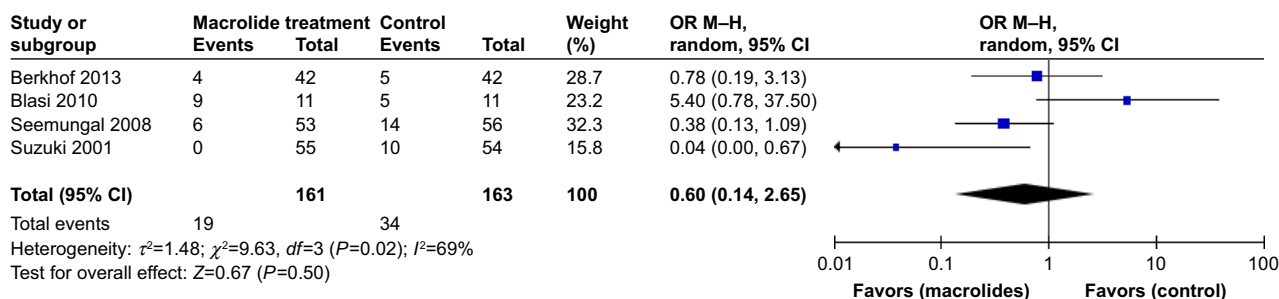 Study or subgroup Macrolide treatment Control Weight (%) OR M–H, random, 95% CI OR M–H, random, 95% CI
Events Total Events Total
Berkhof 2013 4 42 5 42 28.7 0.78 (0.19, 3.13)
Blasi 2010 9 11 5 11 23.2 5.40 (0.78, 37.50)
Seemungal 2008 6 53 14 56 32.3 0.38 (0.13, 1.09)
Suzuki 2001 0 55 10 54 15.8 0.04 (0.00, 0.67)
Total (95% CI) 161 163 100 0.60 (0.14, 2.65)
Total events 19 34
Heterogeneity: τ²=1.48; χ²=9.63, df=3 (P=0.02); I²=69%
Test for overall effect: Z=0.67 (P=0.50)
0.01 0.1 1 10 100
Favors (macrolides) Favors (control)